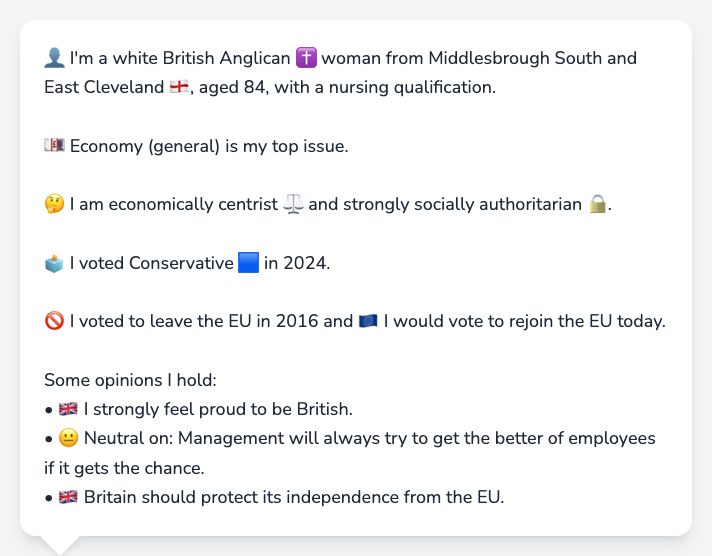 👤 I'm a white British Anglican ✝️ woman from Middlesbrough South and
East Cleveland 🏴󠁧󠁢󠁥󠁮󠁧󠁿, aged 84, with a nursing qualification.
💷 Economy (general) is my top issue.
🤔 I am economically centrist ⚖️ and strongly socially authoritarian 🔒.
🗳️ I voted Conservative 🟦 in 2024.
🚫 I voted to leave the EU in 2016 and 🇪🇺 I would vote to rejoin the EU today.
Some opinions I hold:
• 🇬🇧 I strongly feel proud to be British.
• 😐 Neutral on: Management will always try to get the better of employees
if it gets the chance.
• 🇬🇧 Britain should protect its independence from the EU.